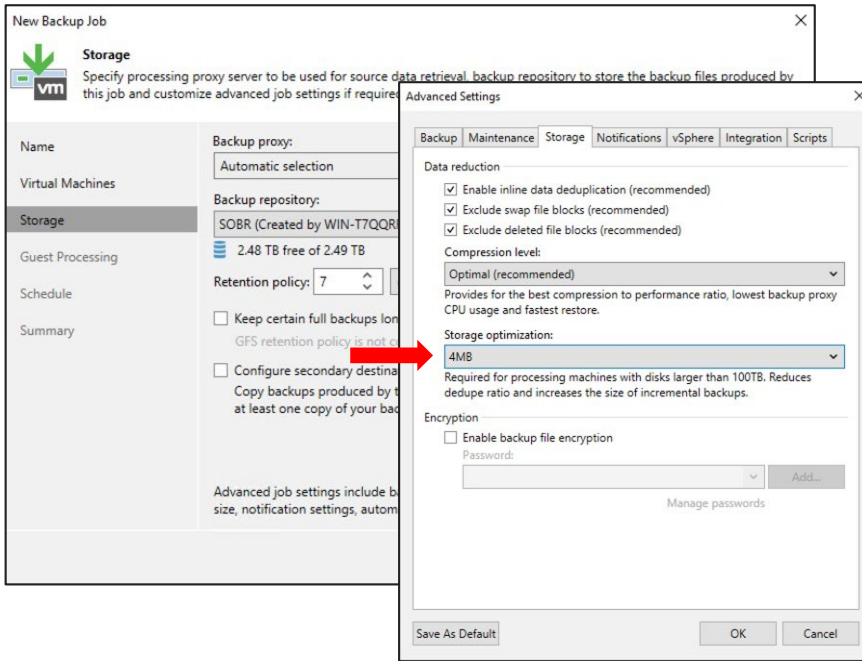 New Backup Job
vm
Storage
Specify processing proxy server to be used for source data retrieval, backup repository to store the backup files produced by
this job and customize advanced job settings if required
Name
Virtual Machines
Storage
Guest Processing
Schedule
Summary
Backup proxy:
Automatic selection
Backup repository:
SOBR (Created by
2.48 TB free of 2.49 TB
Retention policy: 7
Keep certain full backups
GFS retention policy is not
Configure secondary
Copy backups produced by
at least one copy of your
Advanced job settings include
size, notification settings,
Advanced Settings
Backup Maintenance Storage Notifications vSphere Integration Scripts
Data reduction
Enable inline data deduplication (recommended)
Exclude swap file blocks (recommended)
Exclude deleted file blocks (recommended)
Compression level:
Optimal (recommended)
Provides for the best compression to performance ratio, lowest backup proxy
CPU usage and fastest restore.
Storage optimization:
4MB
Required for processing machines with disks larger than 100TB. Reduces
dedupe ratio and increases the size of incremental backups.
Encryption
Enable backup file encryption
Password:
Add...
Manage passwords
Save As Default
OK
Cancel